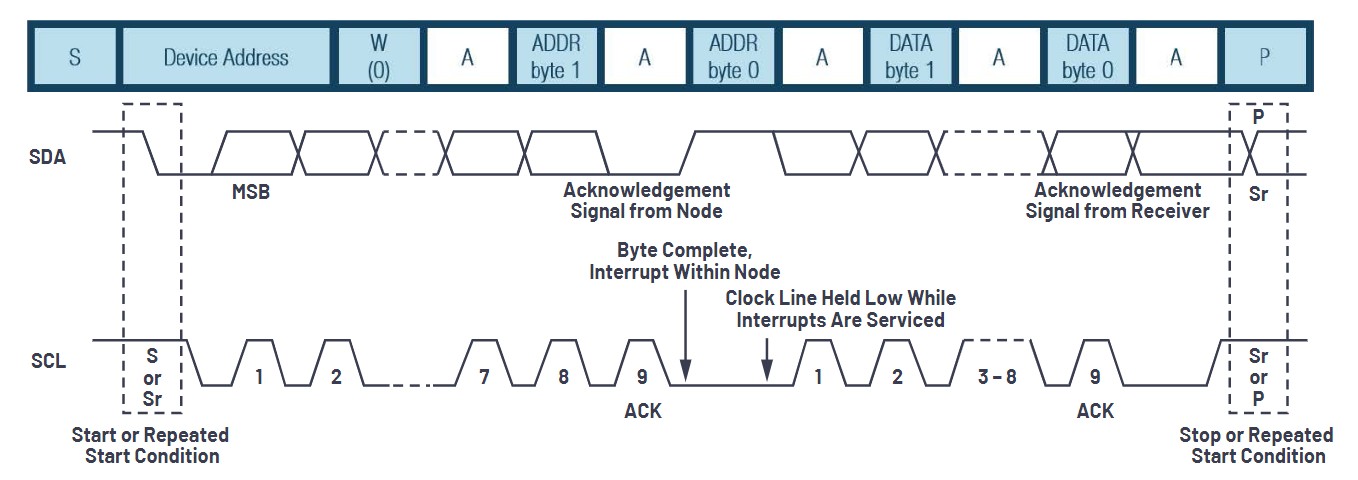 S
Device Address
W
(0)
A
ADDR
byte 1
A
ADDR
byte 0
A
DATA
byte 1
A
DATA
byte 0
A
P
SDA
MSB
Acknowledgement
Signal from Node
Acknowledgement
Signal from Receiver
P
Sr
Byte Complete,
Interrupt Within Node
Clock Line Held Low While
Interrupts Are Serviced
SCL
S
or
Sr
1
2
7
8
9
ACK
1
2
3 – 8
9
ACK
Sr
or
P
Start or Repeated
Start Condition
Stop or Repeated
Start Condition